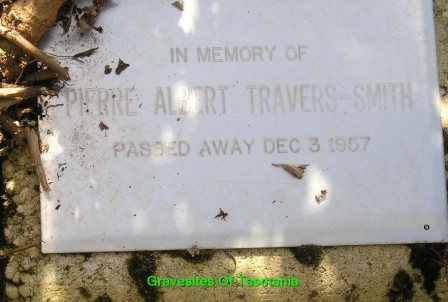 IN MEMORY OF
PIERRE ALBERT TRAVERS-SMITH
PASSED AWAY DEC 3 1957
Gravesites Of Tasmania